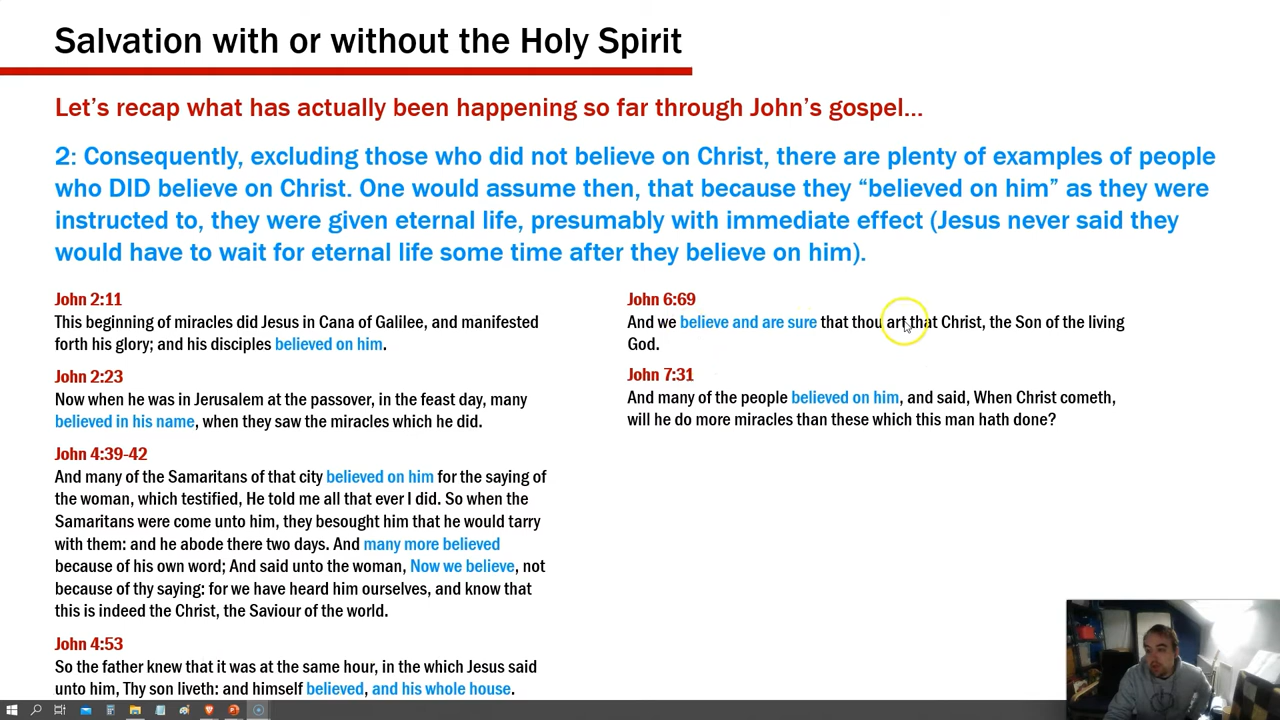 Salvation with or without the Holy Spirit
Let's recap what has actually been happening so far through John's gospel...
2: Consequently, excluding those who did not believe on Christ, there are plenty of examples of people
who DID believe on Christ. One would assume then, that because they “believed on him” as they were
instructed to, they were given eternal life, presumably with immediate effect (Jesus never said they
would have to wait for eternal life some time after they believe on him).
John 2:11
This beginning of miracles did Jesus in Cana of Galilee, and manifested
forth his glory; and his disciples believed on him.
John 2:23
Now when he was in Jerusalem at the passover, in the feast day, many
believed in his name, when they saw the miracles which he did.
John 4:39-42
And many of the Samaritans of that city believed on him for the saying of
the woman, which testified, He told me all that ever I did. So when the
Samaritans were come unto him, they besought him that he would tarry
with them: and he abode there two days. And many more believed
because of his own word; And said unto the woman, Now we believe, not
because of thy saying: for we have heard him ourselves, and know that
this is indeed the Christ, the Saviour of the world.
John 4:53
So the father knew that it was at the same hour, in the which Jesus said
unto him, Thy son liveth: and himself believed, and his whole house.
John 6:69
And we believe and are sure that thou art that Christ, the Son of the living
God.
John 7:31
And many of the people believed on him, and said, When Christ cometh,
will he do more miracles than these which this man hath done?